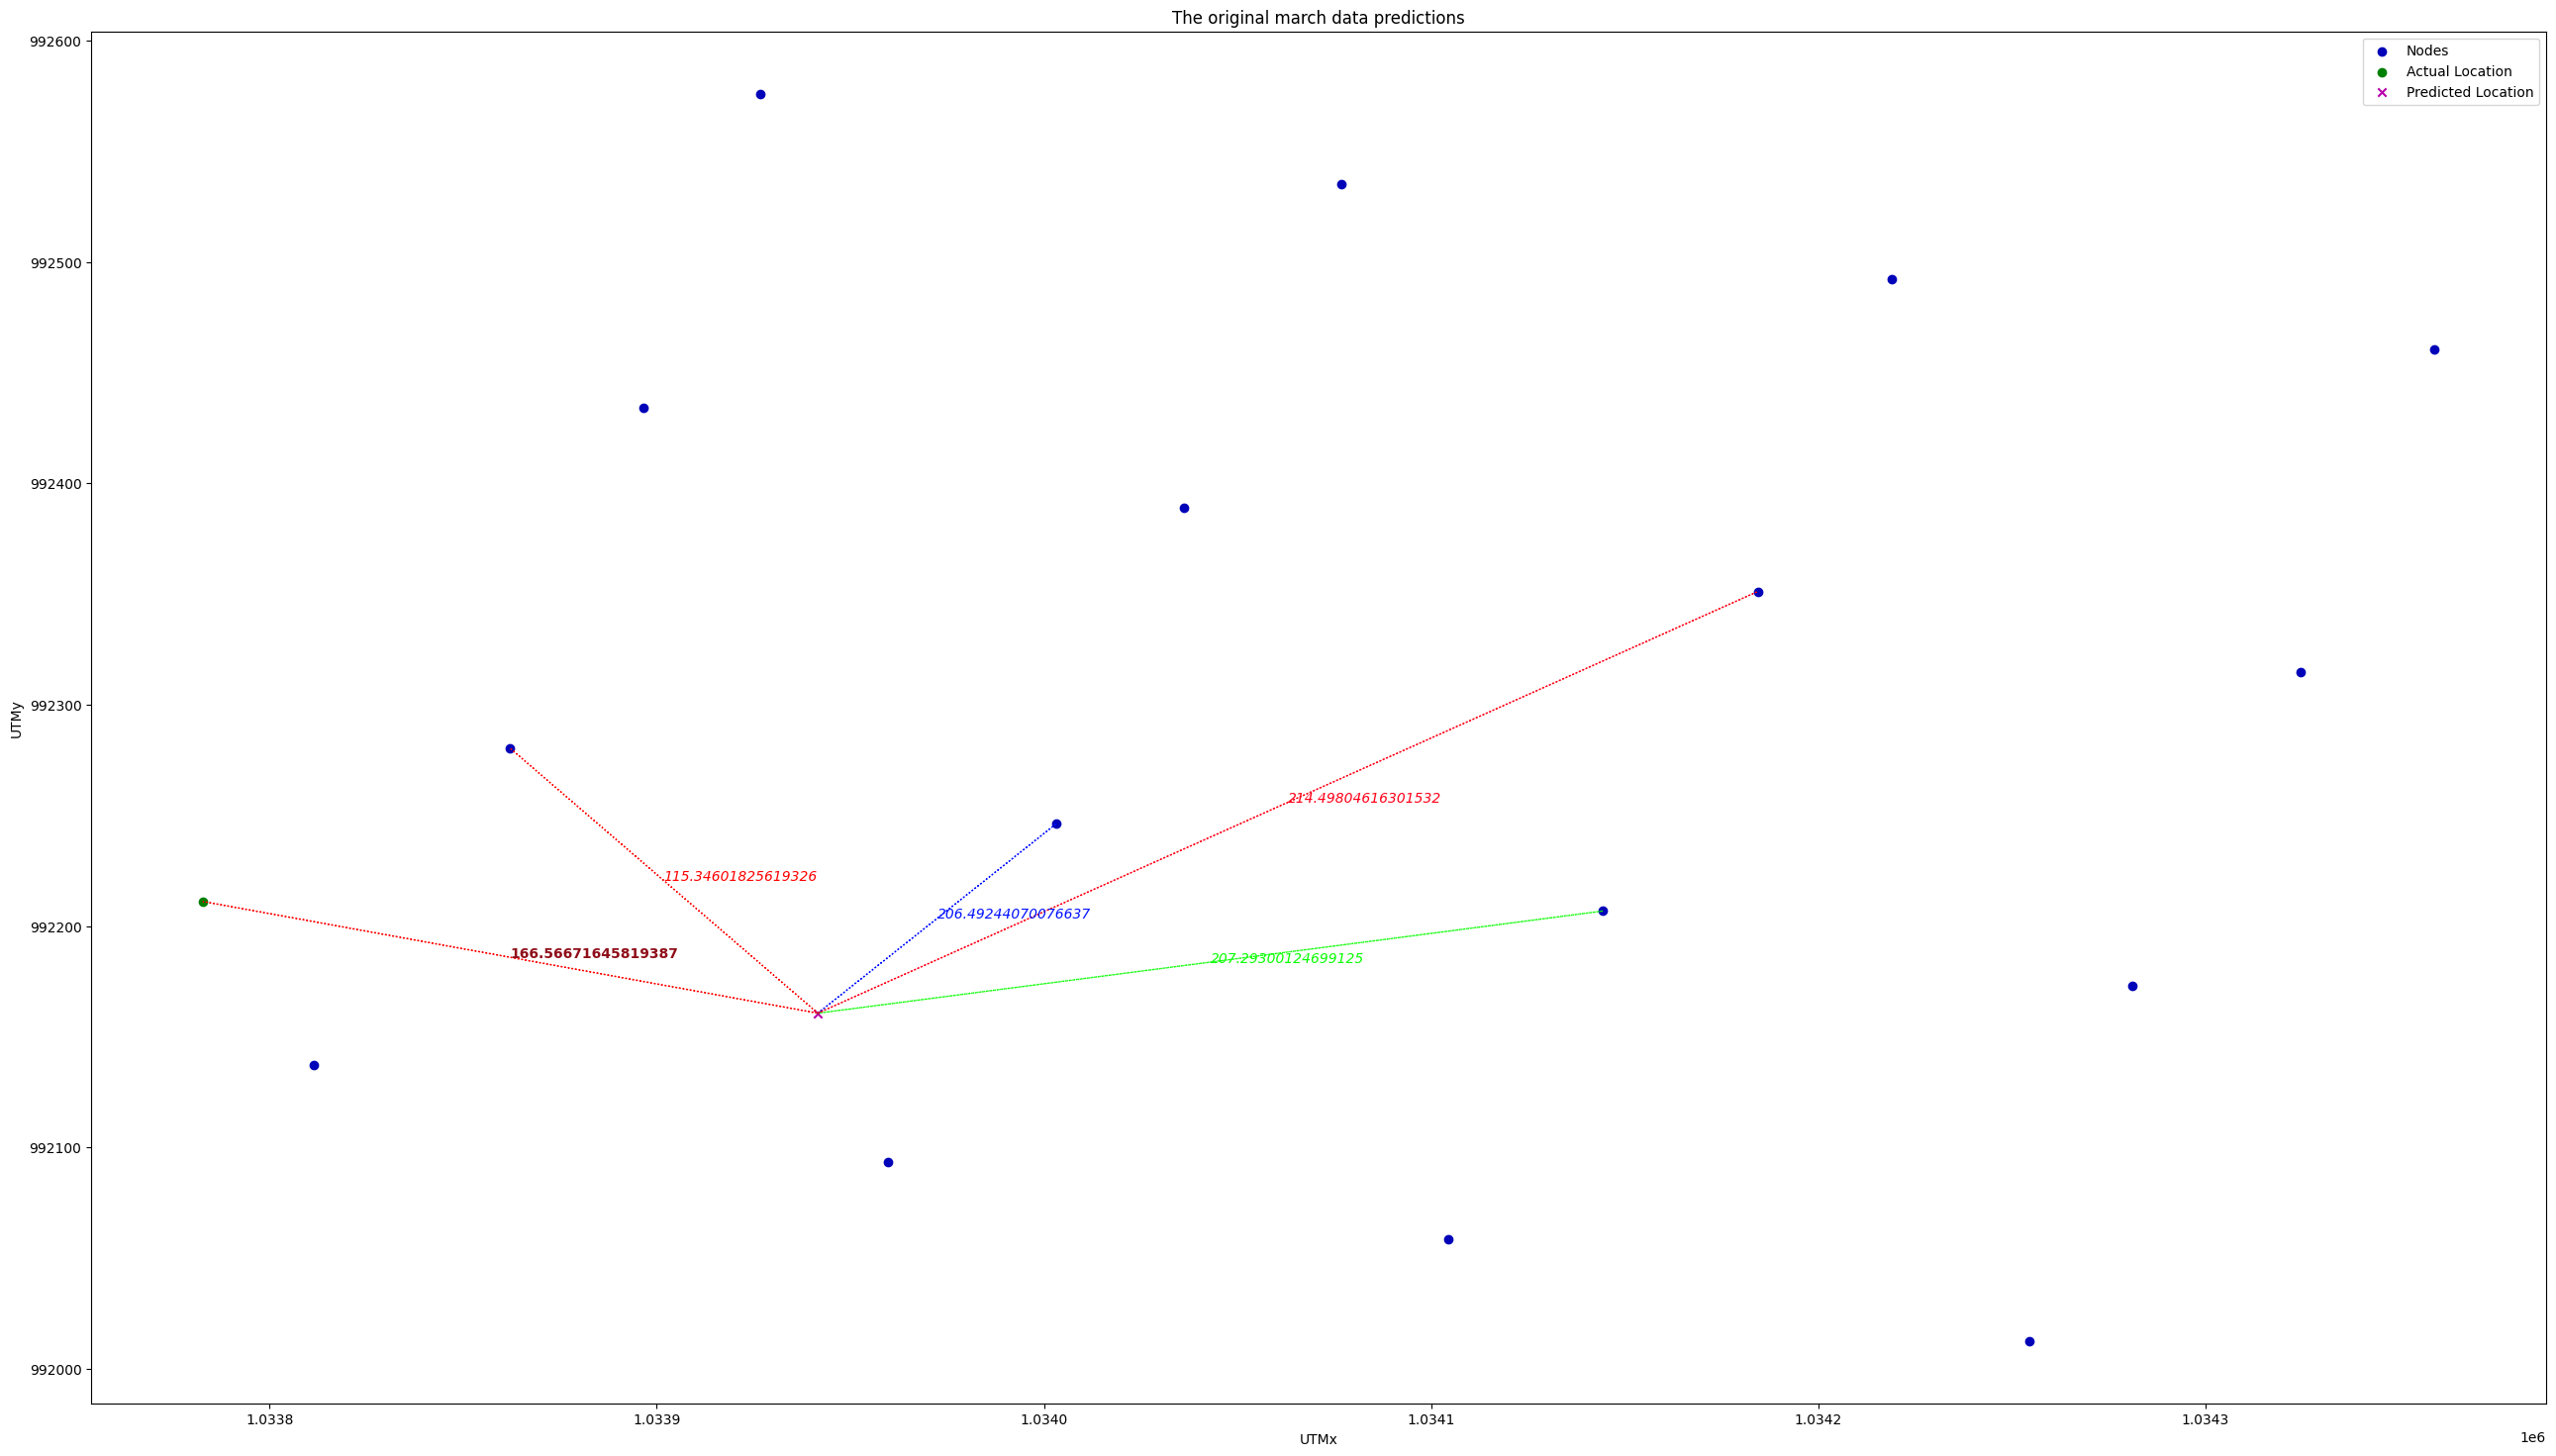 The original march data predictions
Nodes
Actual Location
Predicted Location
992600
992500
992400
992300
992200
992100
992000
UTMy
214.49804616301532
115.34601825619326
206.49244070076637
166.56671645819387
207.29300124699125
1.0338 1.0339 1.0340 1.0341 1.0342 1.0343
UTMx
1e6